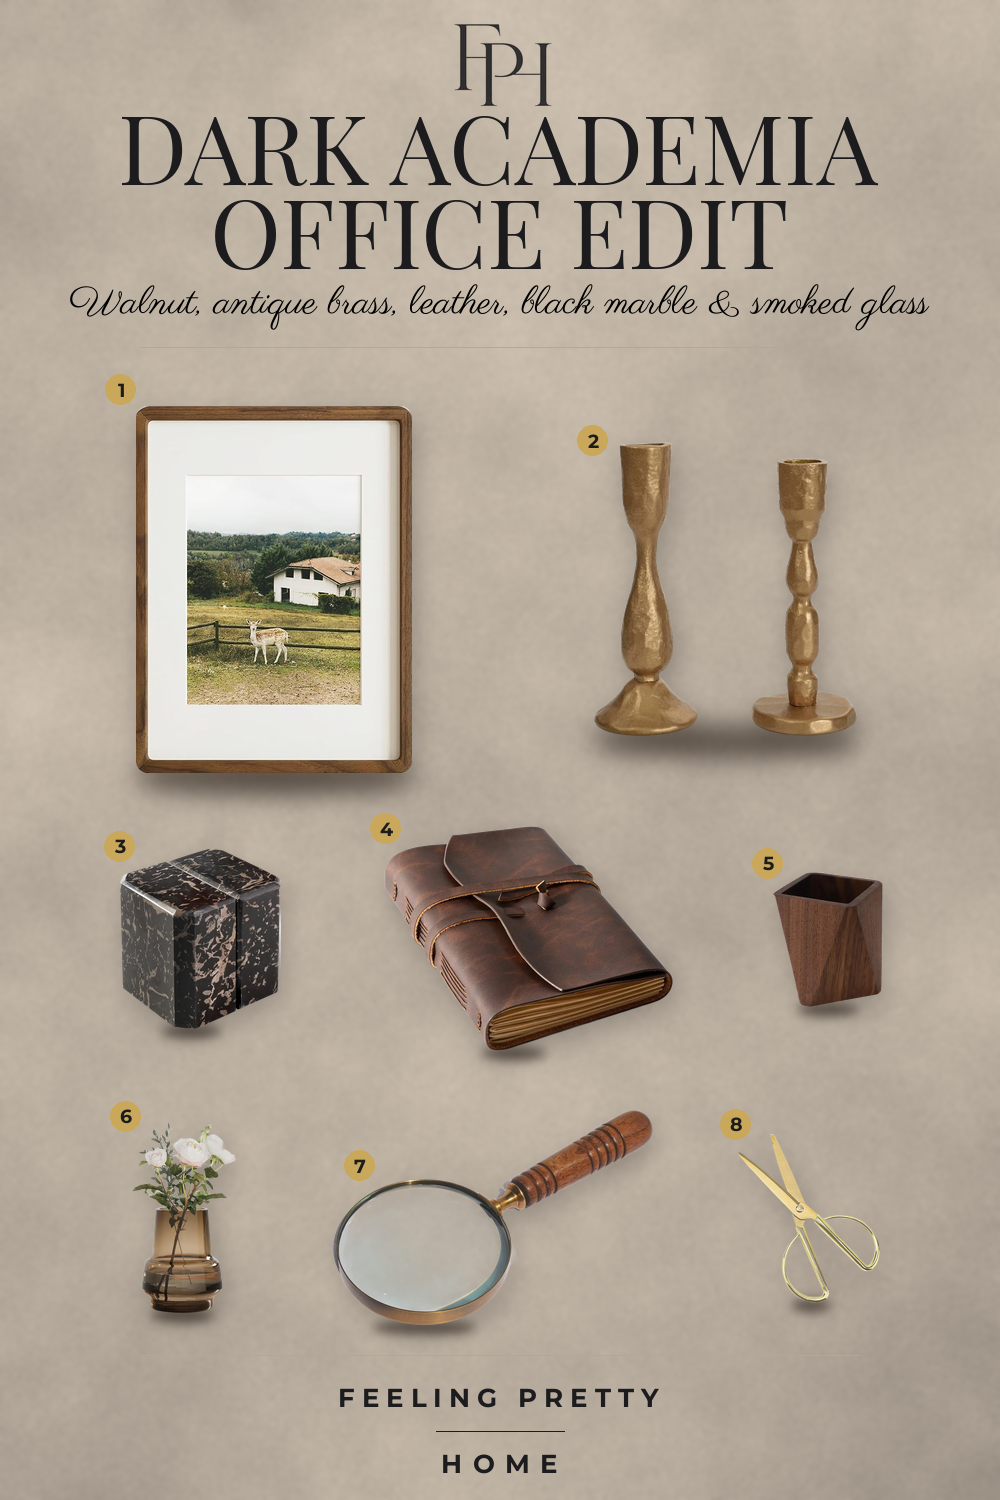 FPH
DARK ACADEMIA
OFFICE EDIT
Walnut, antique brass, leather, black marble & smoked glass
1
2
3
4
5
6
7
8
FEELING PRETTY
HOME